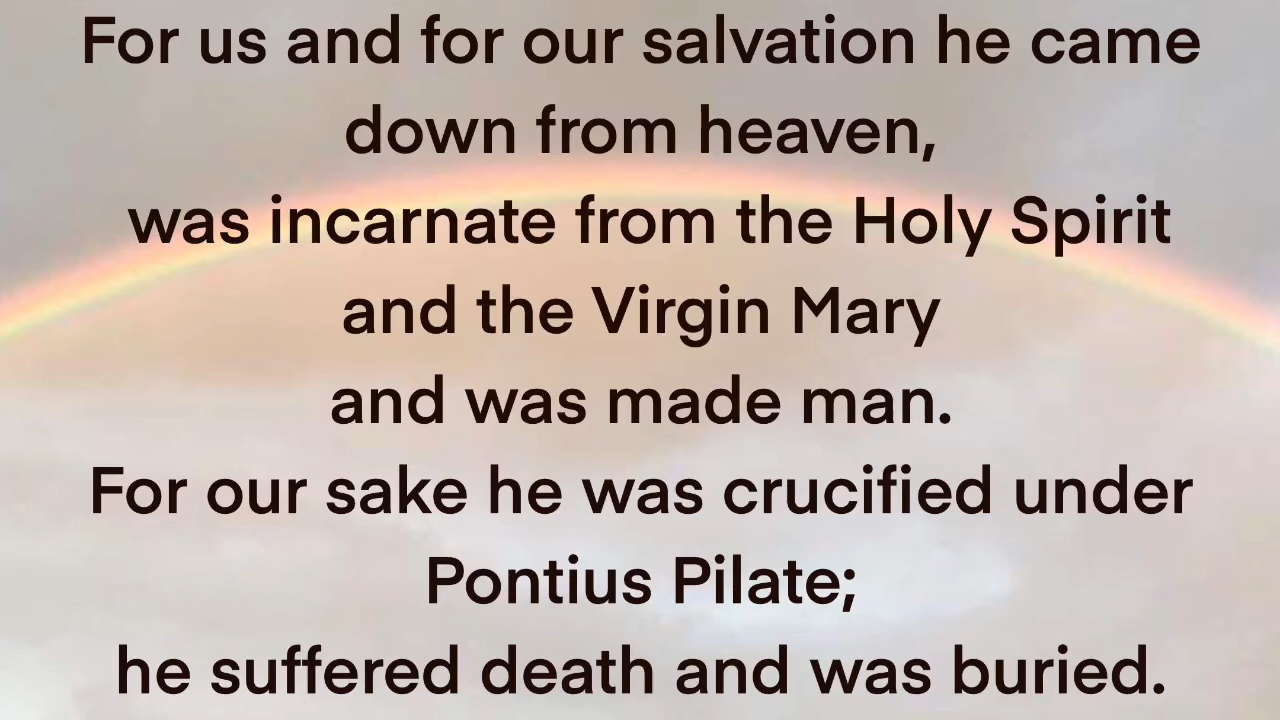 For us and for our salvation he came
down from heaven,
was incarnate from the Holy Spirit
and the Virgin Mary
and was made man.
For our sake he was crucified under
Pontius Pilate;
he suffered death and was buried.